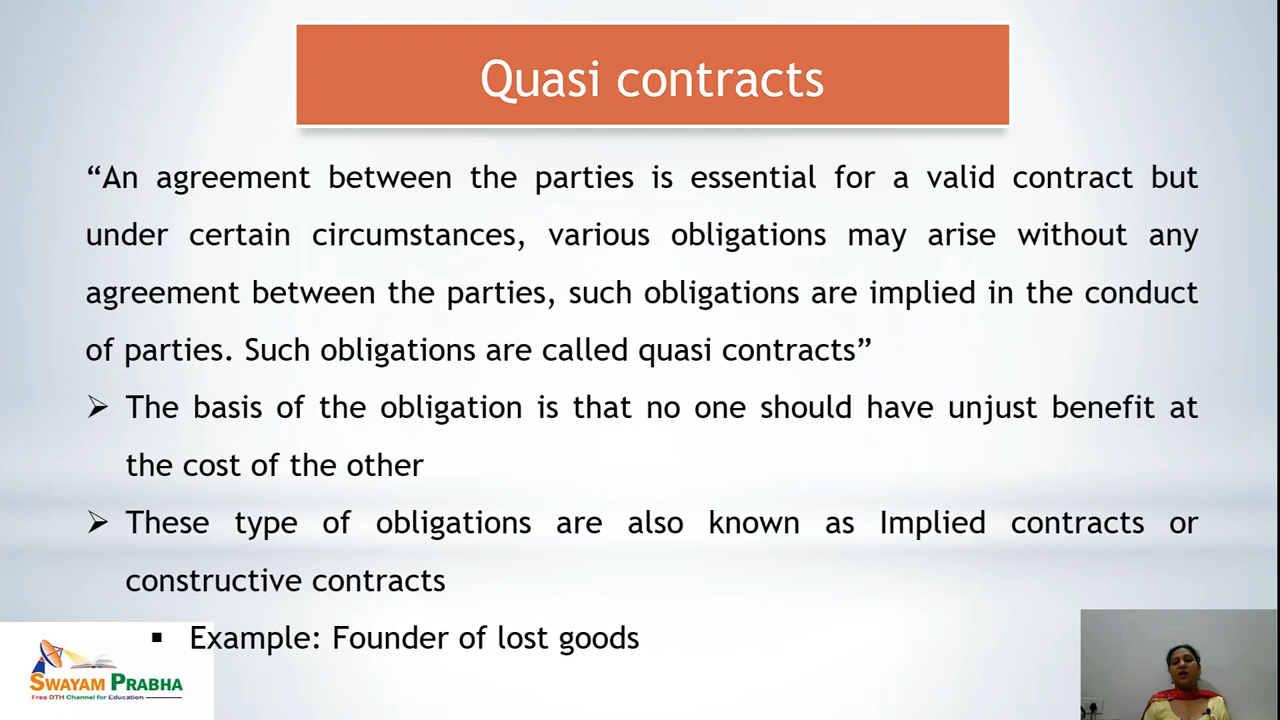 Quasi contracts
“An agreement between the parties is essential for a valid contract but
under certain circumstances, various obligations may arise without any
agreement between the parties, such obligations are implied in the conduct
of parties. Such obligations are called quasi contracts”
➢ The basis of the obligation is that no one should have unjust benefit at
the cost of the other
➢ These type of obligations are also known as Implied contracts or
constructive contracts
▪ Example: Founder of lost goods
SWAYAM PRABHA
Free DTH Channel for Education